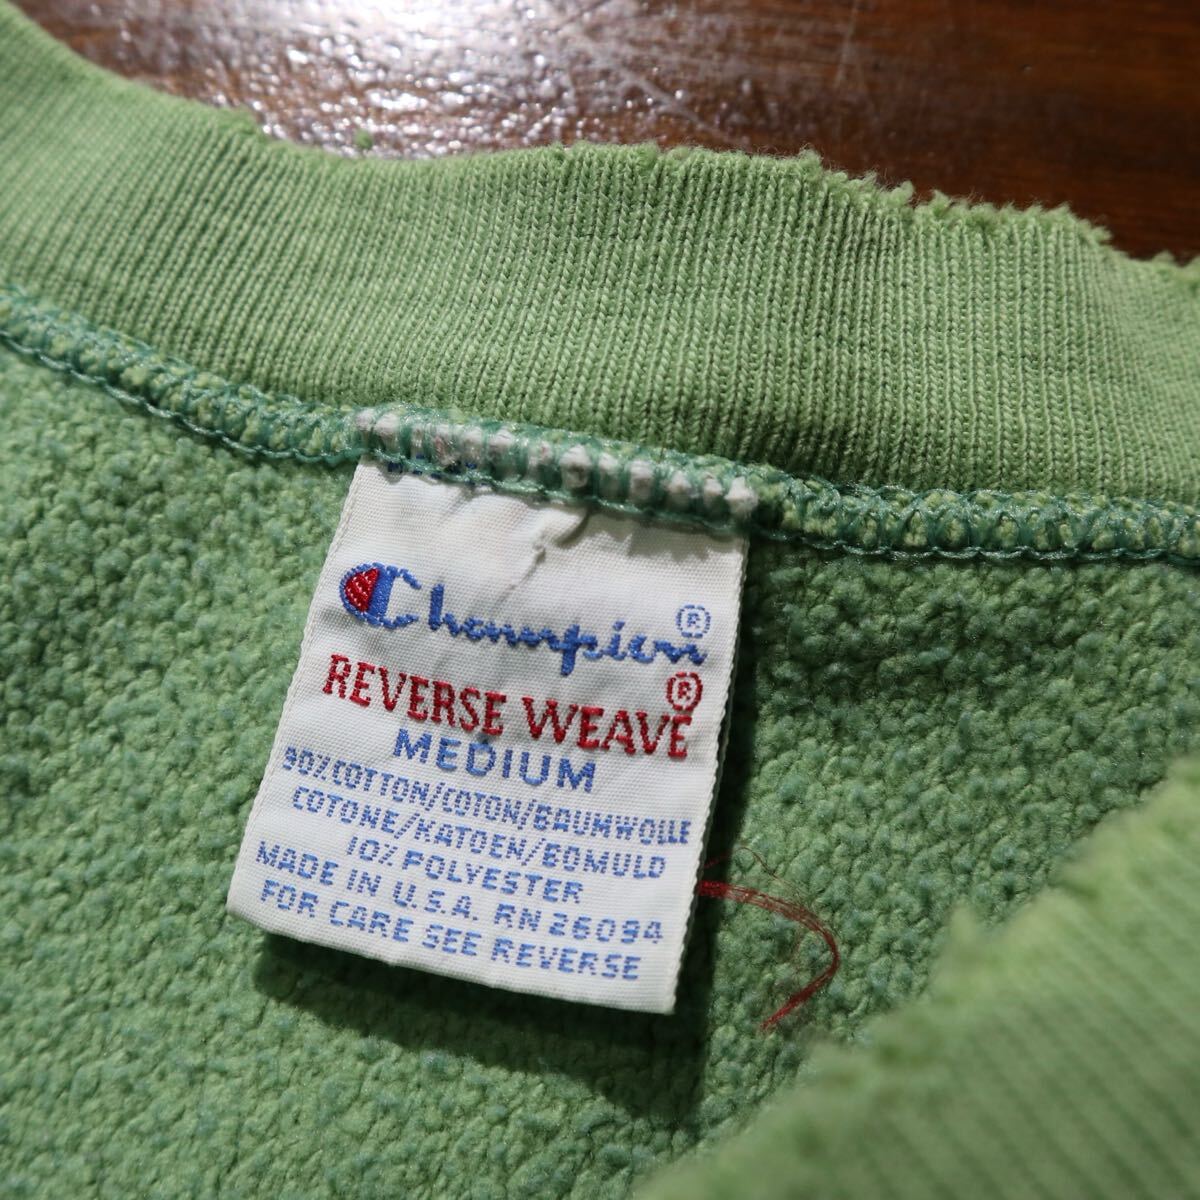 Champion®
REVERSE WEAVE®
MEDIUM
90% COTTON/COTON/BAUMWOLLE
COTONE/KATOEN/BOMULD
10% POLYESTER
MADE IN U.S.A. RN 26094
FOR CARE SEE REVERSE